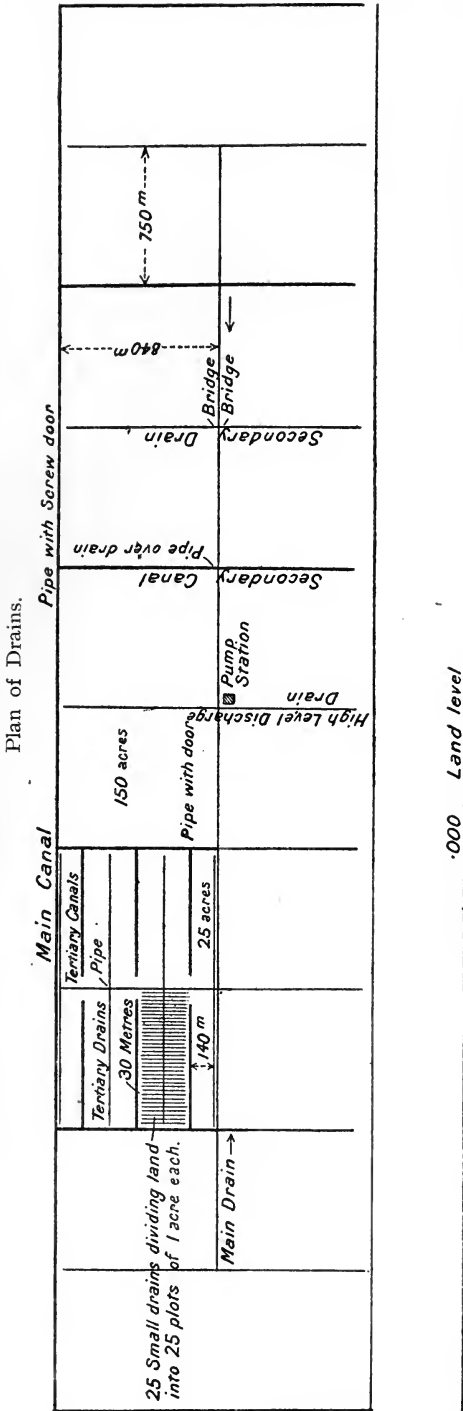 Plan of Drains.
Main Canal
Pipe with Screw door
25 Small drains dividing land
into 25 plots of 1 acre each.
Tertiary Drains
Tertiary Canals
Pipe
30 Metres
140 m
25 acres
150 acres
Pipe with door
Main Drain
High Level Discharge
Drain
Pump
Station
Secondary
Canal
Pipe over drain
Secondary
Drain
Bridge
Bridge
840 m
750 m
·000 Land level